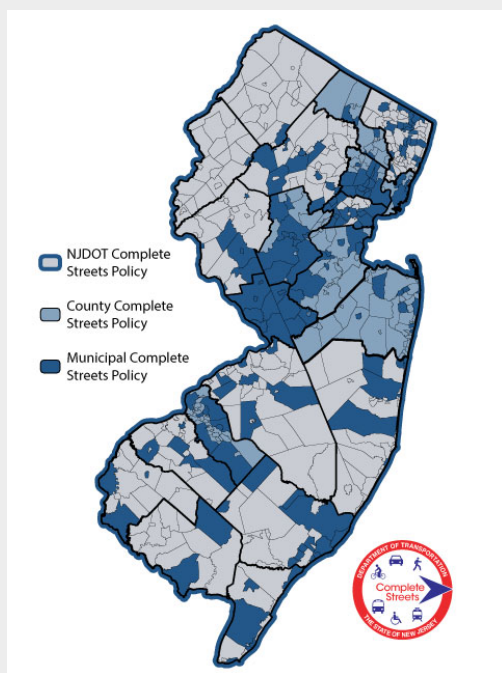 NJDOT Complete
Streets Policy
County Complete
Streets Policy
Municipal Complete
Streets Policy
DEPARTMENT OF TRANSPORTATION
Complete
Streets
THE STATE OF NEW JERSEY